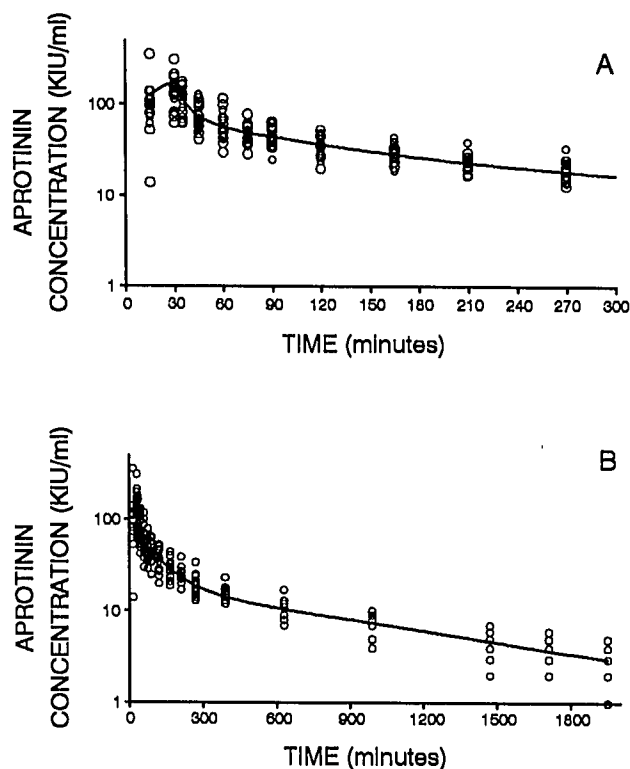 A
APROTININ
CONCENTRATION (KIU/ml)
100
10
1
0 30 60 90 120 150 180 210 240 270 300
TIME (minutes)
B
APROTININ
CONCENTRATION (KIU/ml)
100
10
1
0 300 600 900 1200 1500 1800
TIME (minutes)